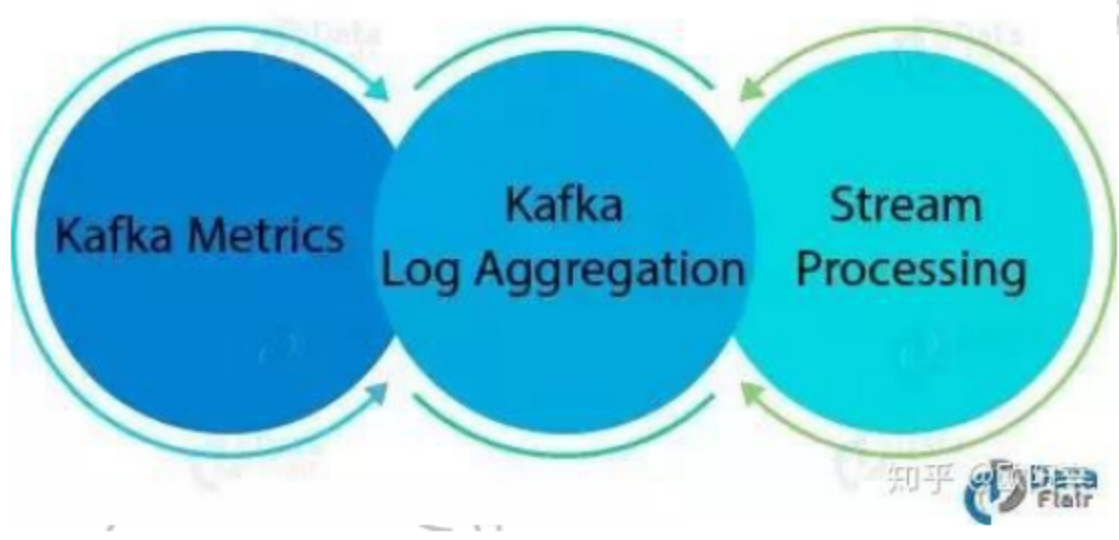 Kafka Metrics
Kafka
Log Aggregation
Stream
Processing
知乎
Data
Flair